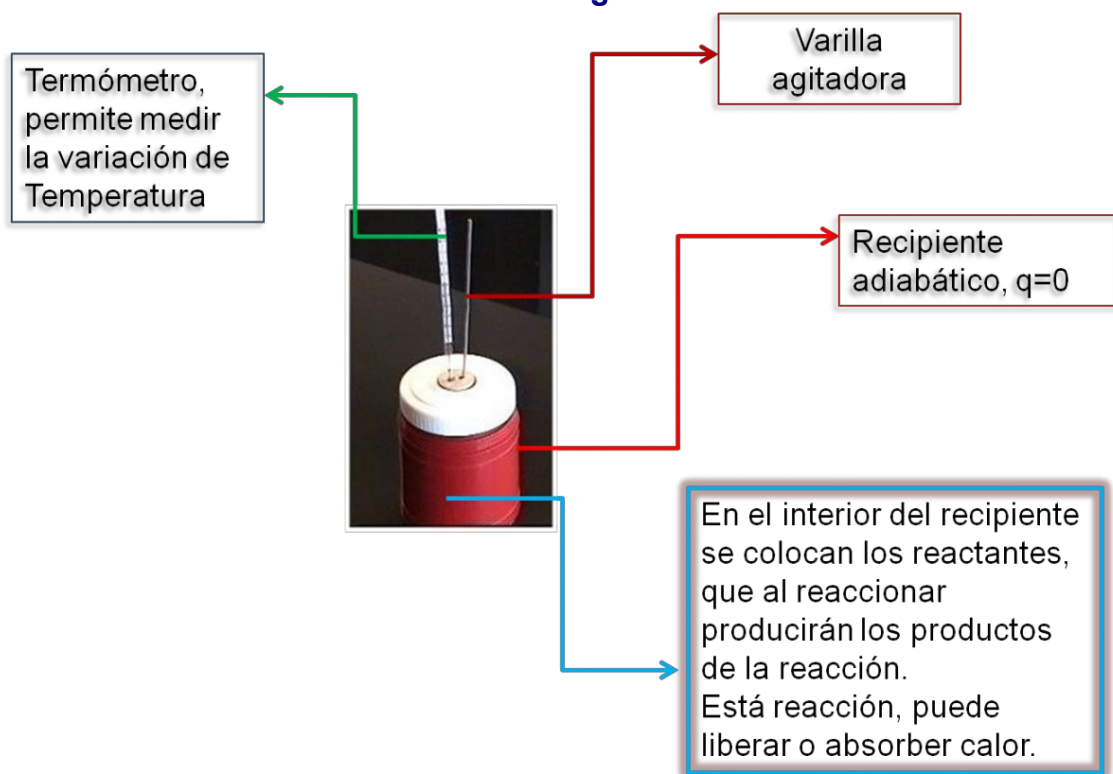 Varilla
agitadora
Termómetro,
permite medir
la variación de
Temperatura
Recipiente
adiabático, q=0
En el interior del recipiente
se colocan los reactantes,
que al reaccionar
producirán los productos
de la reacción.
Está reacción, puede
liberar o absorber calor.